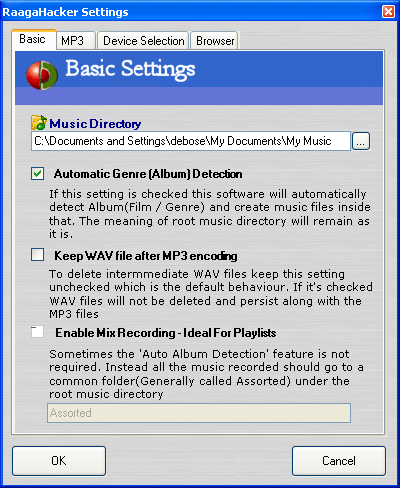 RaagaHacker Settings
Basic MP3 Device Selection Browser
Basic Settings
Music Directory
C:\Documents and Settings\debose\My Documents\My Music ...
Automatic Genre (Album) Detection
If this setting is checked this software will automatically
detect Album(Film / Genre) and create music files inside
that. The meaning of root music directory will remain as
it is.
Keep WAV file after MP3 encoding
To delete intermmediate WAV files keep this setting
unchecked which is the default behaviour. If it's checked
WAV files will not be deleted and persist along with the
MP3 files
Enable Mix Recording - Ideal For Playlists
Sometimes the 'Auto Album Detection' feature is not
required. Instead all the music recorded should go to a
common folder(Generally called Assorted) under the
root music directory
Assorted
OK Cancel